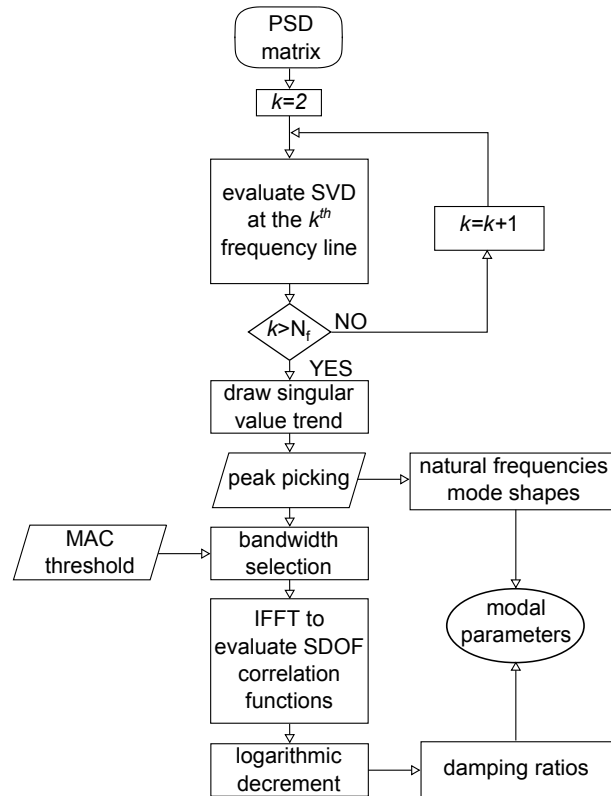 PSD
matrix
k=2
evaluate SVD
at the kth
frequency line
k=k+1
k>Nf
NO
YES
draw singular
value trend
peak picking
natural frequencies
mode shapes
MAC
threshold
bandwidth
selection
modal
parameters
IFFT to
evaluate SDOF
correlation
functions
logarithmic
decrement
damping ratios